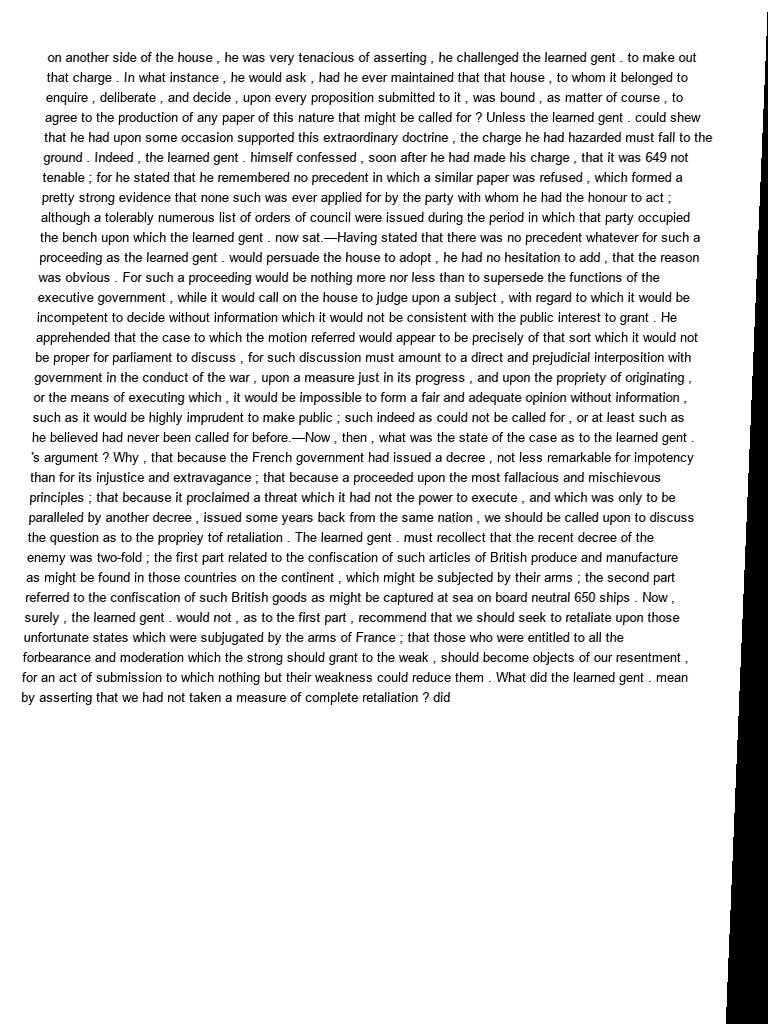 on another side of the house , he was very tenacious of asserting , he challenged the learned gent . to make out
that charge . In what instance , he would ask , had he ever maintained that that house , to whom it belonged to
enquire , deliberate , and decide , upon every proposition submitted to it , was bound , as matter of course , to
agree to the production of any paper of this nature that might be called for ? Unless the learned gent . could shew
that he had upon some occasion supported this extraordinary doctrine , the charge he had hazarded must fall to the
ground . Indeed , the learned gent . himself confessed , soon after he had made his charge , that it was 649 not
tenable ; for he stated that he remembered no precedent in which a similar paper was refused , which formed a
pretty strong evidence that none such was ever applied for by the party with whom he had the honour to act ;
although a tolerably numerous list of orders of council were issued during the period in which that party occupied
the bench upon which the learned gent . now sat.—Having stated that there was no precedent whatever for such a
proceeding as the learned gent . would persuade the house to adopt , he had no hesitation to add , that the reason
was obvious . For such a proceeding would be nothing more nor less than to supersede the functions of the
executive government , while it would call on the house to judge upon a subject , with regard to which it would be
incompetent to decide without information which it would not be consistent with the public interest to grant . He
apprehended that the case to which the motion referred would appear to be precisely of that sort which it would not
be proper for parliament to discuss , for such discussion must amount to a direct and prejudicial interposition with
government in the conduct of the war , upon a measure just in its progress , and upon the propriety of originating ,
or the means of executing which , it would be impossible to form a fair and adequate opinion without information ,
such as it would be highly imprudent to make public ; such indeed as could not be called for , or at least such as
he believed had never been called for before.—Now , then , what was the state of the case as to the learned gent .
's argument ? Why , that because the French government had issued a decree , not less remarkable for impotency
than for its injustice and extravagance ; that because a proceeded upon the most fallacious and mischievous
principles ; that because it proclaimed a threat which it had not the power to execute , and which was only to be
paralleled by another decree , issued some years back from the same nation , we should be called upon to discuss
the question as to the propriey tof retaliation . The learned gent . must recollect that the recent decree of the
enemy was two-fold ; the first part related to the confiscation of such articles of British produce and manufacture
as might be found in those countries on the continent , which might be subjected by their arms ; the second part
referred to the confiscation of such British goods as might be captured at sea on board neutral 650 ships . Now ,
surely , the learned gent . would not , as to the first part , recommend that we should seek to retaliate upon those
unfortunate states which were subjugated by the arms of France ; that those who were entitled to all the
forbearance and moderation which the strong should grant to the weak , should become objects of our resentment ,
for an act of submission to which nothing but their weakness could reduce them . What did the learned gent . mean
by asserting that we had not taken a measure of complete retaliation ? did